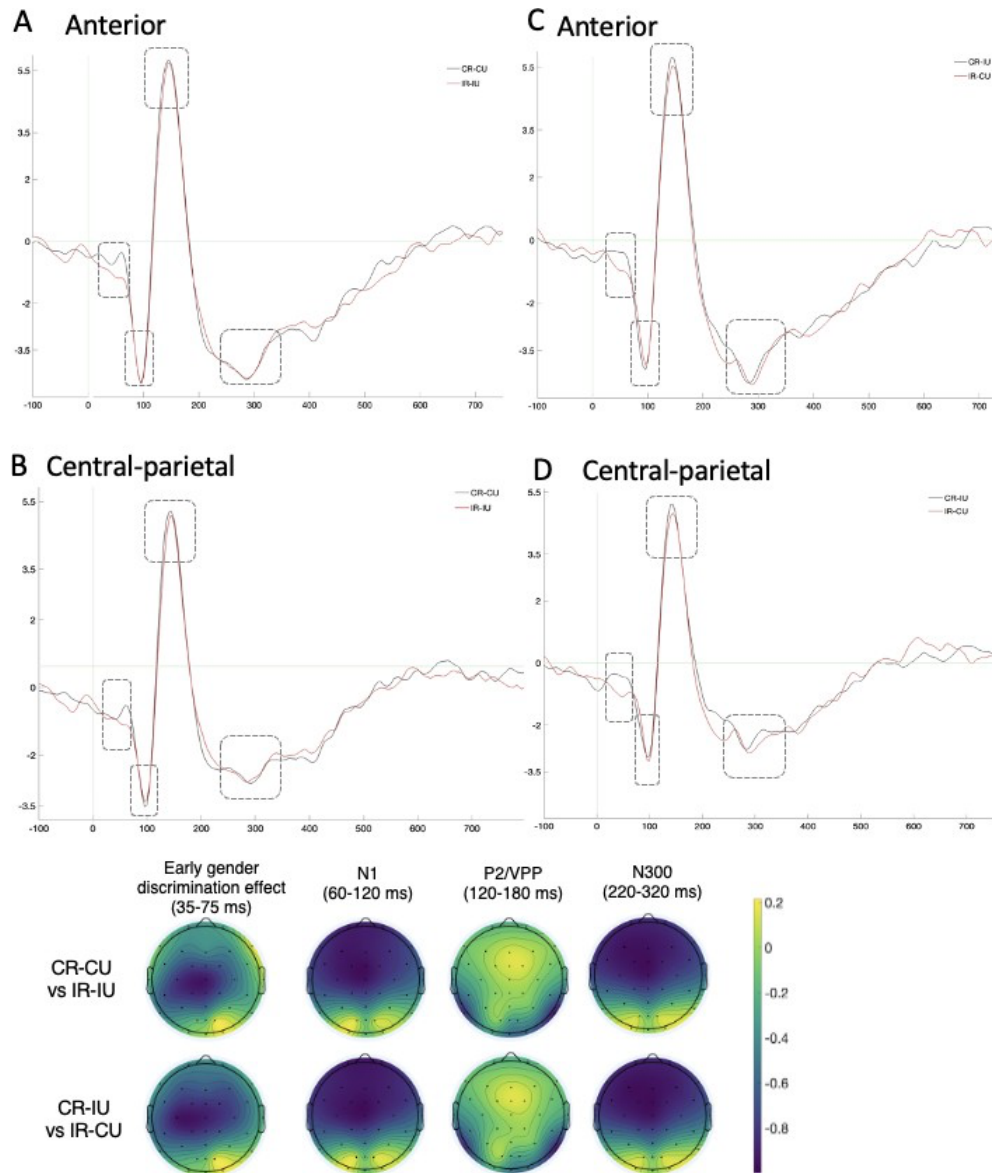 A Anterior
5.5
3.5
2
0
-2
-3.5
-100 0 100 200 300 400 500 600 700
CR-CU
IR-IU
C Anterior
5.5
3.5
2
0
-2
-3.5
-100 0 100 200 300 400 500 600 700
CR-IU
IR-CU
B Central-parietal
5.5
3.5
2
0
-2
-3.5
-100 0 100 200 300 400 500 600 700
CR-CU
IR-IU
D Central-parietal
5.5
3.5
2
0
-2
-3.5
-100 0 100 200 300 400 500 600 700
CR-IU
IR-CU
Early gender
discrimination effect
(35-75 ms)
N1
(60-120 ms)
P2/VPP
(120-180 ms)
N300
(220-320 ms)
CR-CU
vs IR-IU
CR-IU
vs IR-CU
0.2
0
-0.2
-0.4
-0.6
-0.8